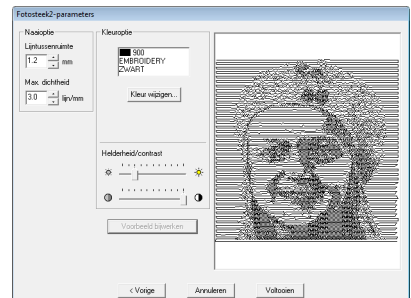 Fotosteek2-parameters
Naaioptie
Lijntussenruimte
1.2 mm
Max. dichtheid
3.0 lijn/mm
Kleuroptie
900
EMBROIDERY
ZWART
Kleur wijzigen...
Helderheid/contrast
Voorbeeld bijwerken
< Vorige
Annuleren
Voltooien